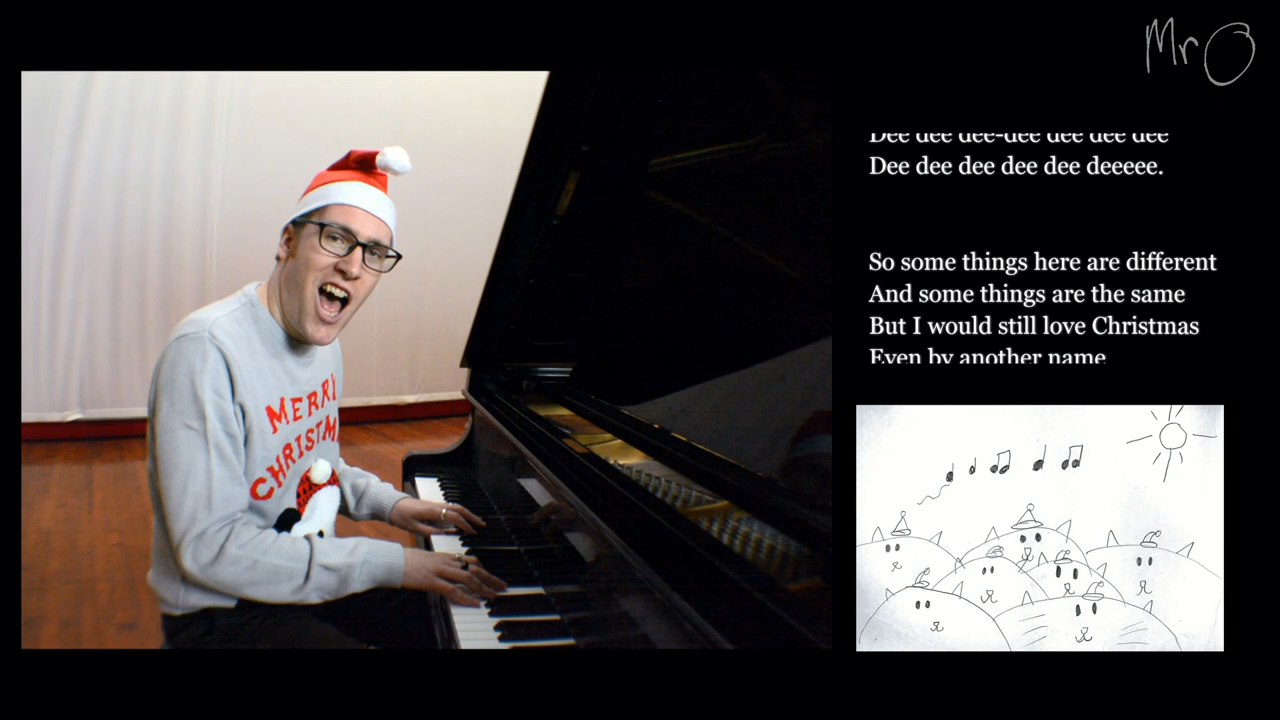 Mr O
Dee dee dee-dee dee dee dee
Dee dee dee dee dee deeeee.
So some things here are different
And some things are the same
But I would still love Christmas
Even by another name
MERRY
CHRISTM